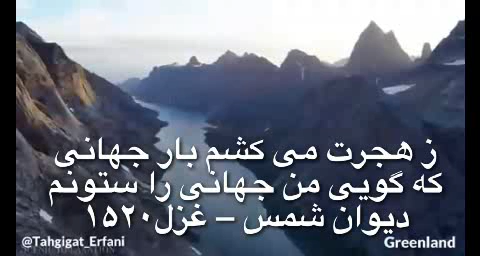 ز هجرت می کشم بار جهانی
که گویی من جهانی را ستونم
دیوان شمس – غزل۱۵۲۰
@Tahgigat_Erfani
Greenland